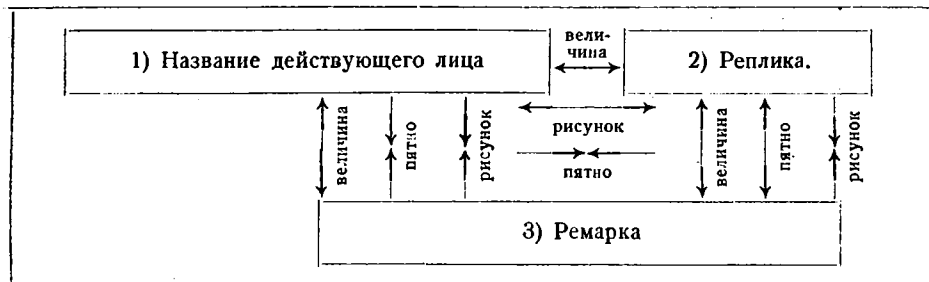 1) Название действующего лица
вели-
чина
2) Реплика.
величина
пятно
рисунок
рисунок
пятно
величина
пятно
рисунок
3) Ремарка